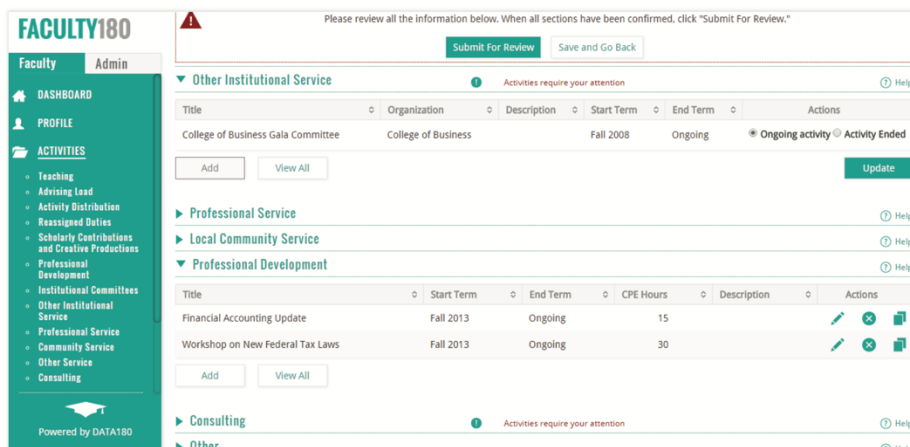 FACULTY180
Faculty Admin
DASHBOARD
PROFILE
ACTIVITIES
Teaching
Advising Load
Activity Distribution
Reassigned Duties
Scholarly Contributions
and Creative Productions
Professional
Development
Institutional Committees
Other Institutional
Service
Professional Service
Community Service
Other Service
Consulting
Powered by DATA180
Please review all the information below. When all sections have been confirmed, click "Submit For Review."
Submit For Review Save and Go Back
Other Institutional Service ! Activities require your attention ? Help
Title Organization Description Start Term End Term Actions
College of Business Gala Committee College of Business Fall 2008 Ongoing Ongoing activity Activity Ended
Add View All Update
Professional Service ? Help
Local Community Service ? Help
Professional Development ? Help
Title Start Term End Term CPE Hours Description Actions
Financial Accounting Update Fall 2013 Ongoing 15
Workshop on New Federal Tax Laws Fall 2013 Ongoing 30
Add View All
Consulting ! Activities require your attention ? Help
Other